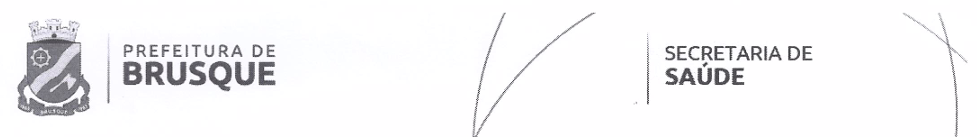 PREFEITURA DE
BRUSQUE
SECRETARIA DE
SAÚDE